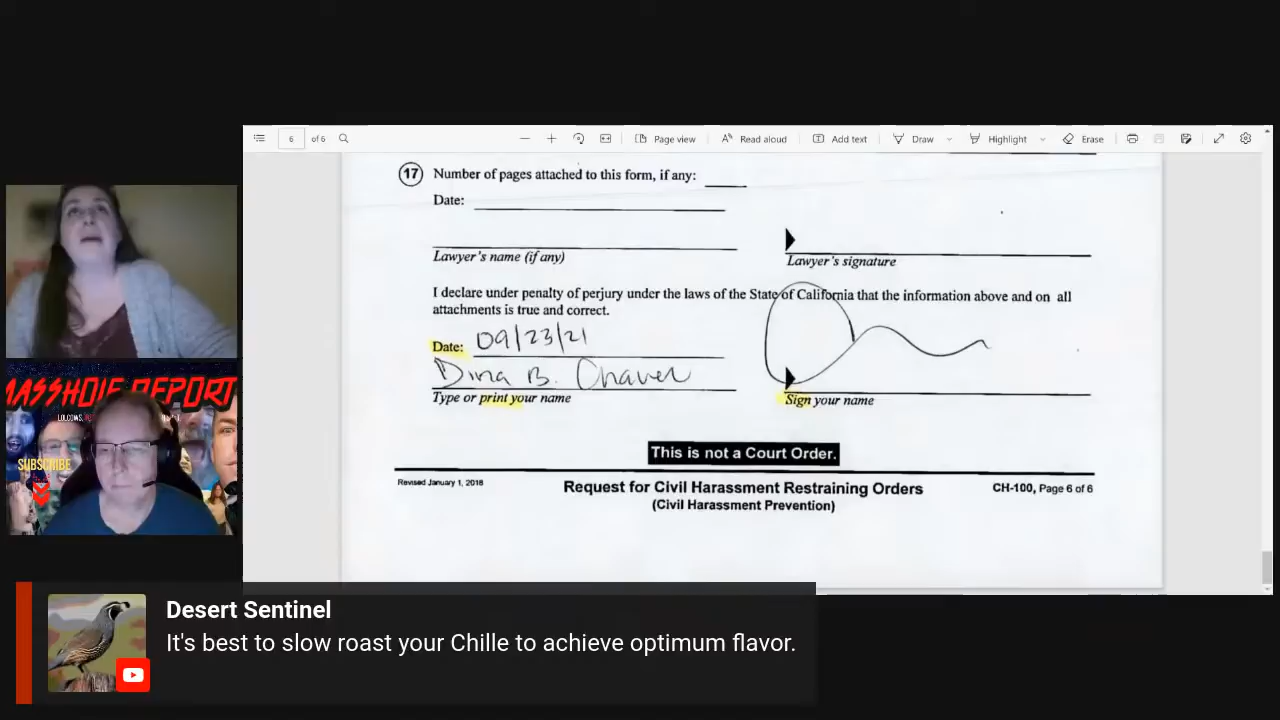 6 of 6 Page view Read aloud Add text Draw Highlight Erase
17 Number of pages attached to this form, if any:
Date:
Lawyer's name (if any) Lawyer's signature
I declare under penalty of perjury under the laws of the State of California that the information above and on all
attachments is true and correct.
Date: 09/23/21
Dina B.
Type or print your name Sign your name
This is not a Court Order.
Revised January 1, 2018 Request for Civil Harassment Restraining Orders CH-100, Page 6 of 6
(Civil Harassment Prevention)
MASSHOLE REPORT
SUBSCRIBE
Desert Sentinel
It's best to slow roast your Chille to achieve optimum flavor.